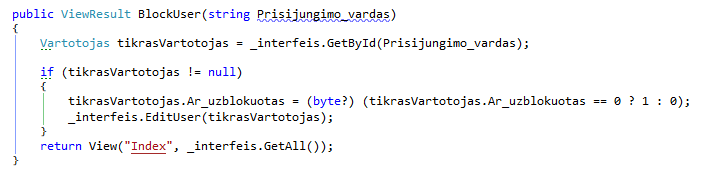 public ViewResult BlockUser(string Prisijungimo_vardas)
{
    Vartotojas tikrasVartotojas = _interfeis.GetById(Prisijungimo_vardas);
    if (tikrasVartotojas != null)
    {
        tikrasVartotojas.Ar_uzblokuotas = (byte?) (tikrasVartotojas.Ar_uzblokuotas == 0 ? 1 : 0);
        _interfeis.EditUser(tikrasVartotojas);
    }
    return View("Index", _interfeis.GetAll());
}